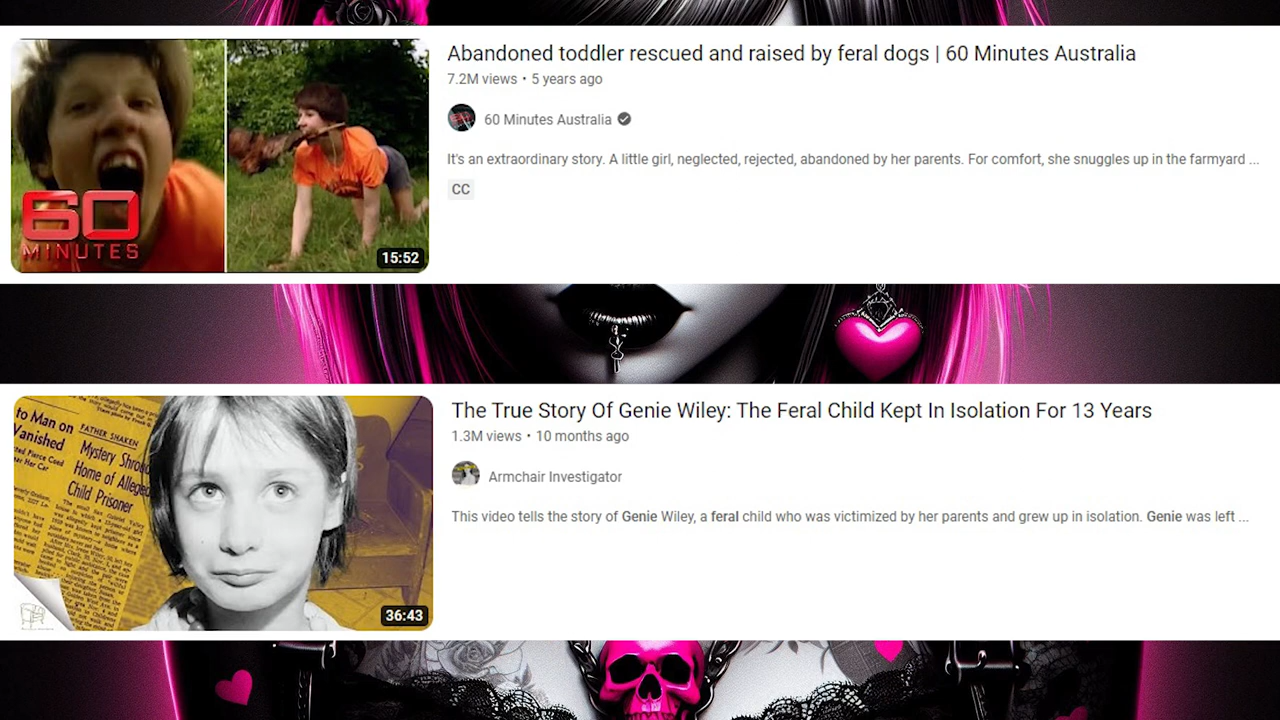 Abandoned toddler rescued and raised by feral dogs | 60 Minutes Australia
7.2M views • 5 years ago
60 Minutes Australia
It's an extraordinary story. A little girl, neglected, rejected, abandoned by her parents. For comfort, she snuggles up in the farmyard ...
CC
60
MINUTES
15:52
The True Story Of Genie Wiley: The Feral Child Kept In Isolation For 13 Years
1.3M views • 10 months ago
Armchair Investigator
This video tells the story of Genie Wiley, a feral child who was victimized by her parents and grew up in isolation. Genie was left ...
to Man on
Vanished
FATHER SHAKEN
Mystery
Home of Alleged
Child Prisoner
36:43